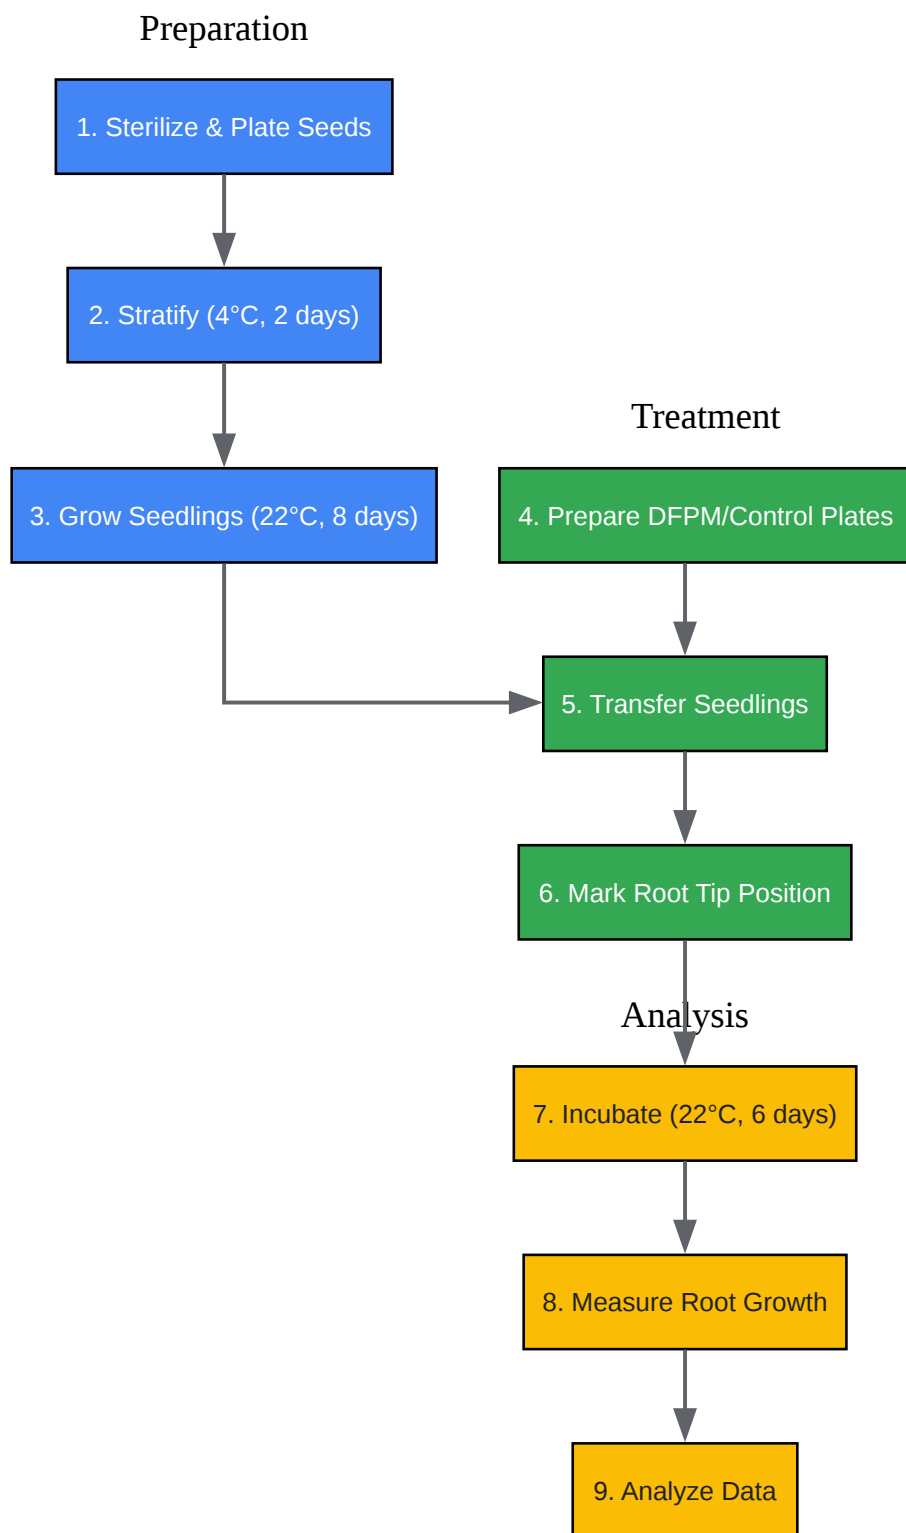 Preparation
1. Sterilize & Plate Seeds
2. Stratify (4°C, 2 days)
3. Grow Seedlings (22°C, 8 days)
Treatment
4. Prepare DFPM/Control Plates
5. Transfer Seedlings
6. Mark Root Tip Position
Analysis
7. Incubate (22°C, 6 days)
8. Measure Root Growth
9. Analyze Data